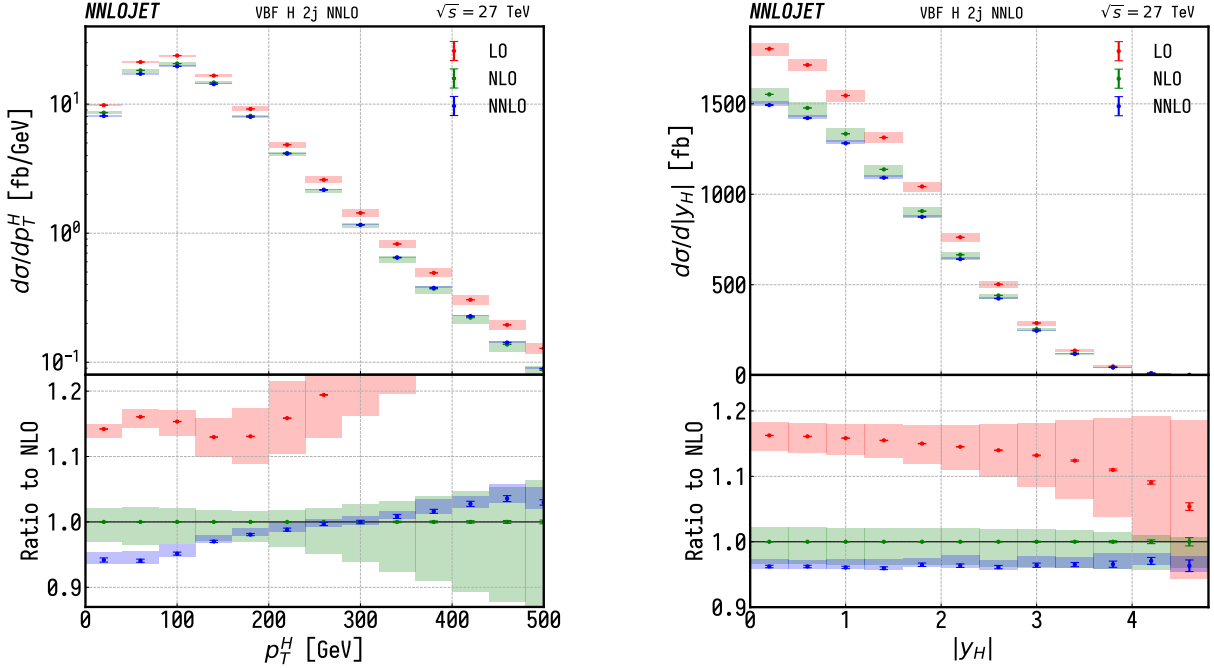 NNLOJET VBF H 2j NNLO √s = 27 TeV
LO
NLO
NNLO
dσ/dp_T^H [fb/GeV]
10^1
10^0
10^-1
Ratio to NLO
1.2
1.1
1.0
0.9
0 100 200 300 400 500
p_T^H [GeV]
NNLOJET VBF H 2j NNLO √s = 27 TeV
LO
NLO
NNLO
dσ/d|y_H| [fb]
1500
1000
500
0
Ratio to NLO
1.2
1.1
1.0
0.9
0 1 2 3 4
|y_H|